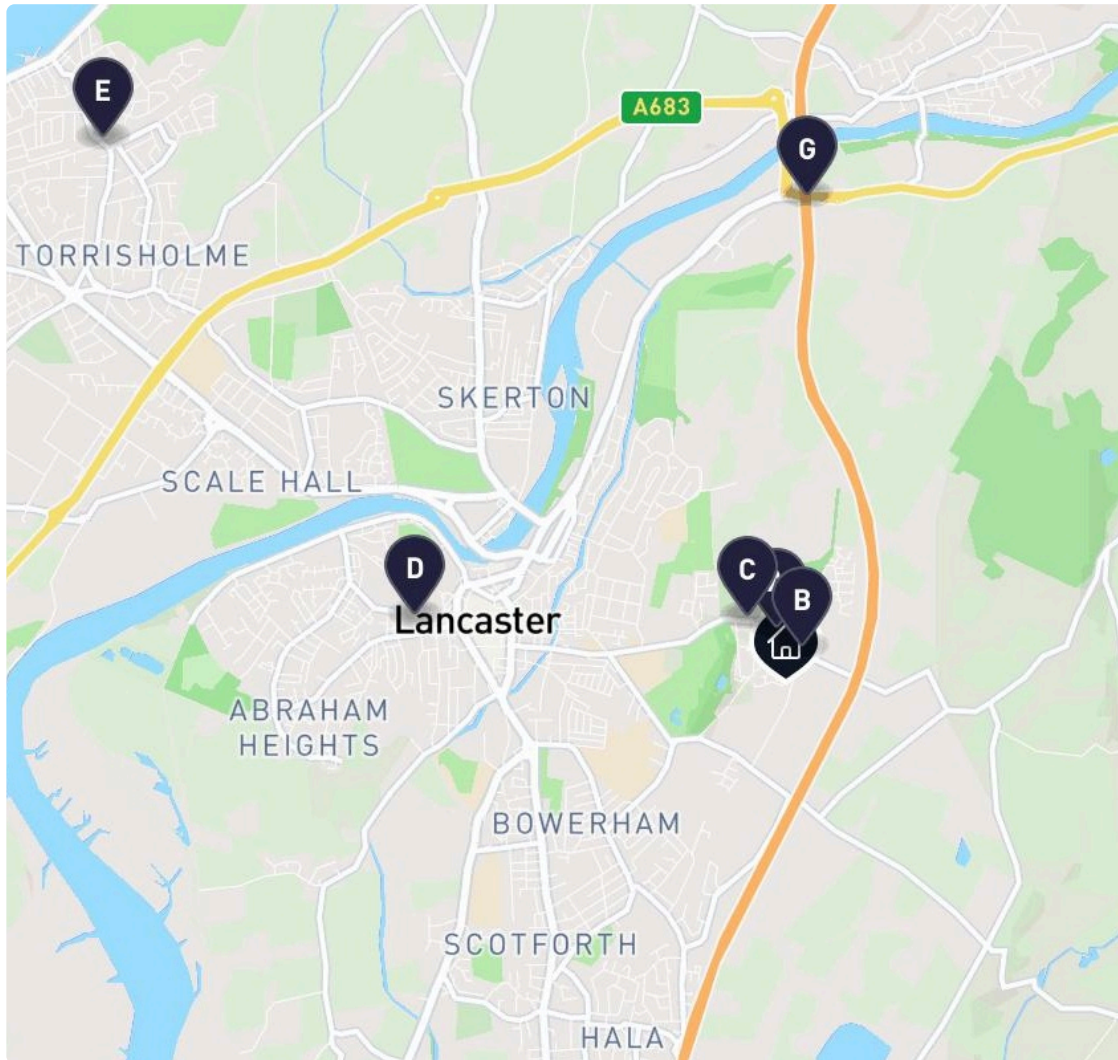 E
A683
G
TORRISHOLME
SKERTON
SCALE HALL
D
C
B
Lancaster
ABRAHAM
HEIGHTS
BOWERHAM
SCOTFORTH
HALA